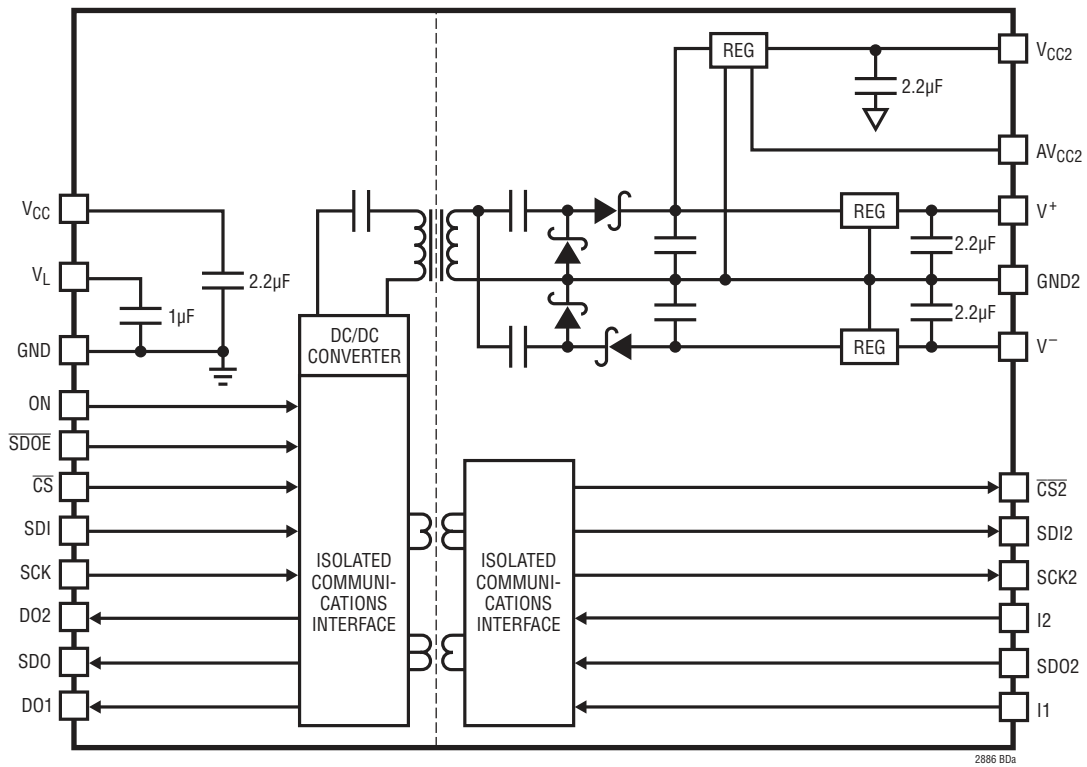 REG
VCC2
2.2µF
AVCC2
VCC
REG
V+
2.2µF
VL
2.2µF
GND2
1µF
2.2µF
DC/DC
CONVERTER
GND
REG
V−
ON
SDOE
CS
CS2
SDI
SDI2
ISOLATED
COMMUNI-
CATIONS
INTERFACE
ISOLATED
COMMUNI-
CATIONS
INTERFACE
SCK
SCK2
DO2
I2
SDO
SDO2
DO1
I1
2886 BDa